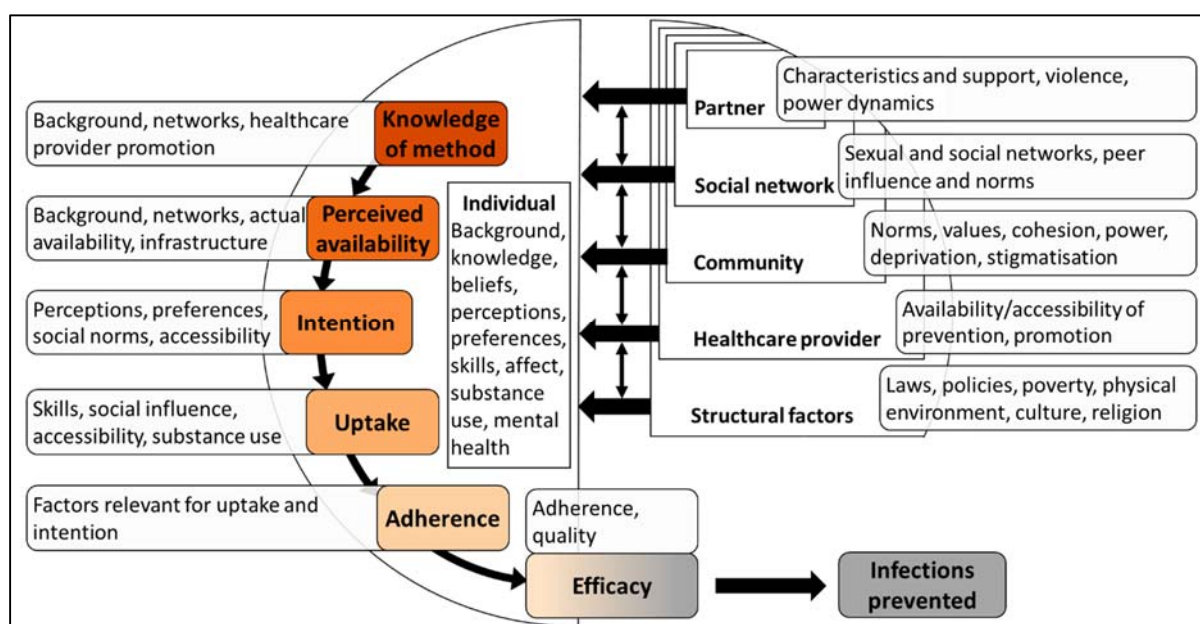 Background, networks, healthcare
provider promotion
Knowledge
of method
Background, networks, actual
availability, infrastructure
Perceived
availability
Perceptions, preferences,
social norms, accessibility
Intention
Skills, social influence,
accessibility, substance use
Uptake
Factors relevant for uptake and
intention
Adherence
Individual
Background,
knowledge,
beliefs,
perceptions,
preferences,
skills, affect,
substance
use, mental
health
Adherence,
quality
Efficacy
Infections
prevented
Partner
Characteristics and support, violence,
power dynamics
Social network
Sexual and social networks, peer
influence and norms
Community
Norms, values, cohesion, power,
deprivation, stigmatisation
Healthcare provider
Availability/accessibility of
prevention, promotion
Structural factors
Laws, policies, poverty, physical
environment, culture, religion